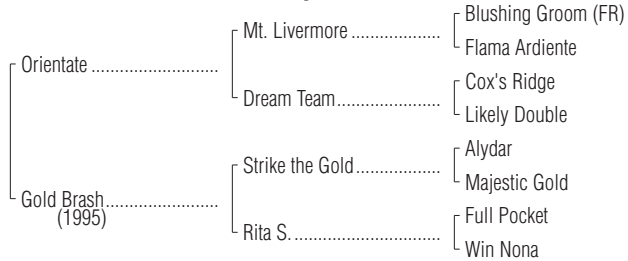 Blushing Groom (FR)
Mt. Livermore ...................
Flama Ardiente
Orientate ...........................
Cox's Ridge
Dream Team......................
Likely Double
Alydar
Strike the Gold..................
Majestic Gold
Gold Brash........................
(1995)
Full Pocket
Rita S. ...............................
Win Nona